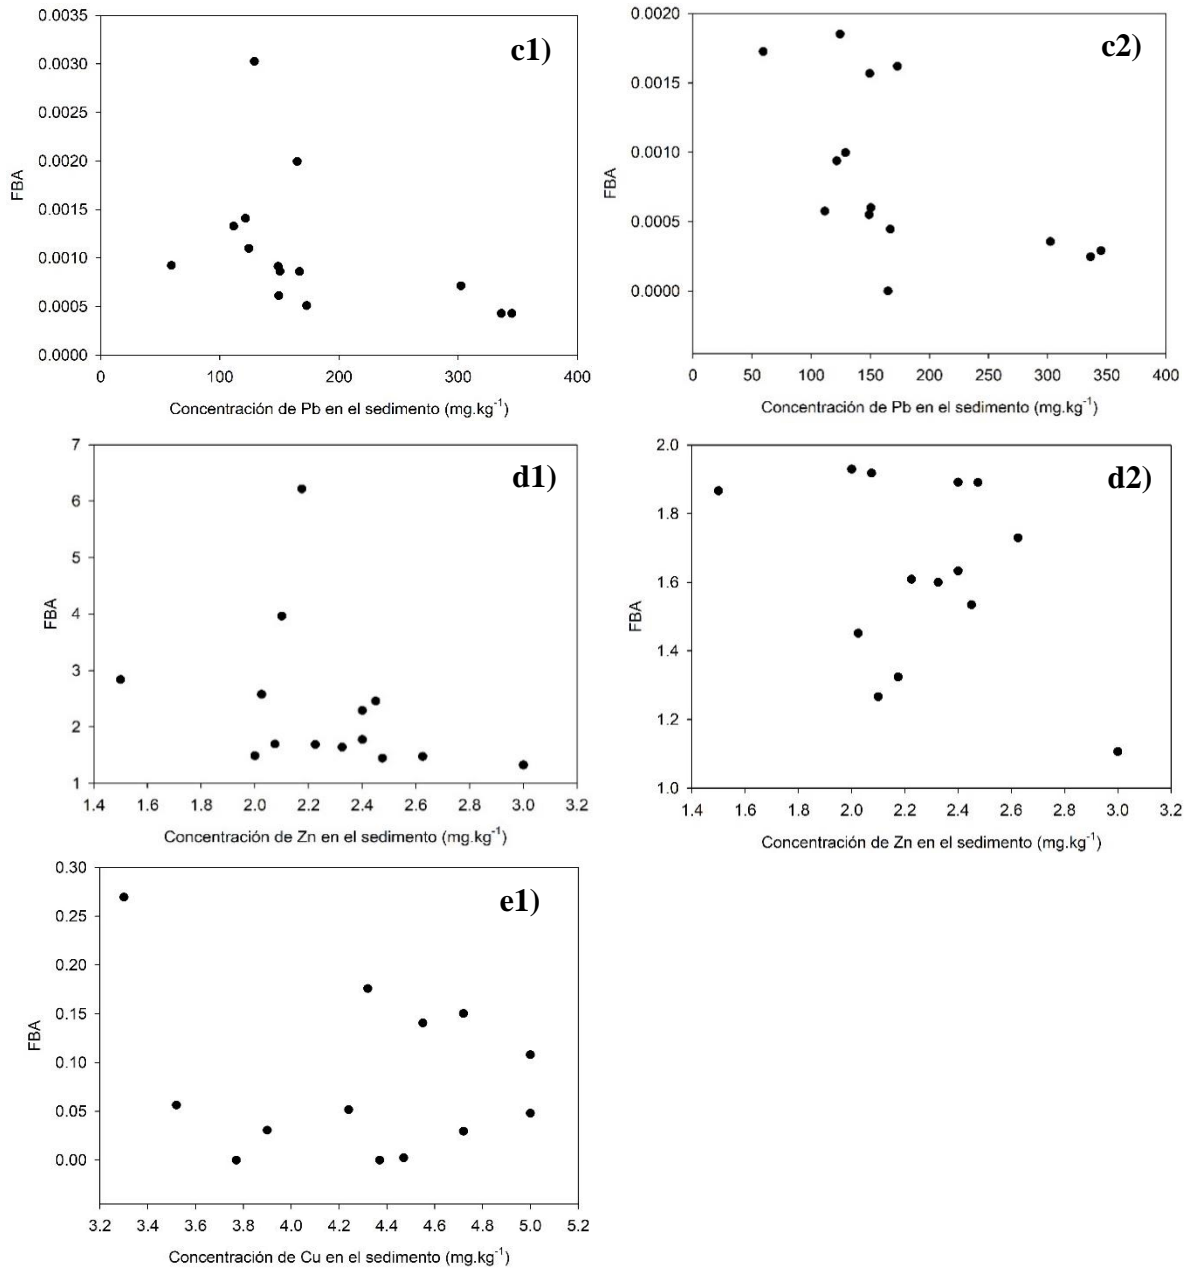 c1)
0.0035
0.0030
0.0025
0.0020
0.0015
0.0010
0.0005
0.0000
FBA
0 100 200 300 400
Concentración de Pb en el sedimento (mg.kg-1)
c2)
0.0020
0.0015
0.0010
0.0005
0.0000
FBA
0 50 100 150 200 250 300 350 400
Concentración de Pb en el sedimento (mg.kg-1)
d1)
7
6
5
4
3
2
1
FBA
1.4 1.6 1.8 2.0 2.2 2.4 2.6 2.8 3.0 3.2
Concentración de Zn en el sedimento (mg.kg-1)
d2)
2.0
1.8
1.6
1.4
1.2
1.0
FBA
1.4 1.6 1.8 2.0 2.2 2.4 2.6 2.8 3.0 3.2
Concentración de Zn en el sedimento (mg.kg-1)
e1)
0.30
0.25
0.20
0.15
0.10
0.05
0.00
FBA
3.2 3.4 3.6 3.8 4.0 4.2 4.4 4.6 4.8 5.0 5.2
Concentración de Cu en el sedimento (mg.kg-1)